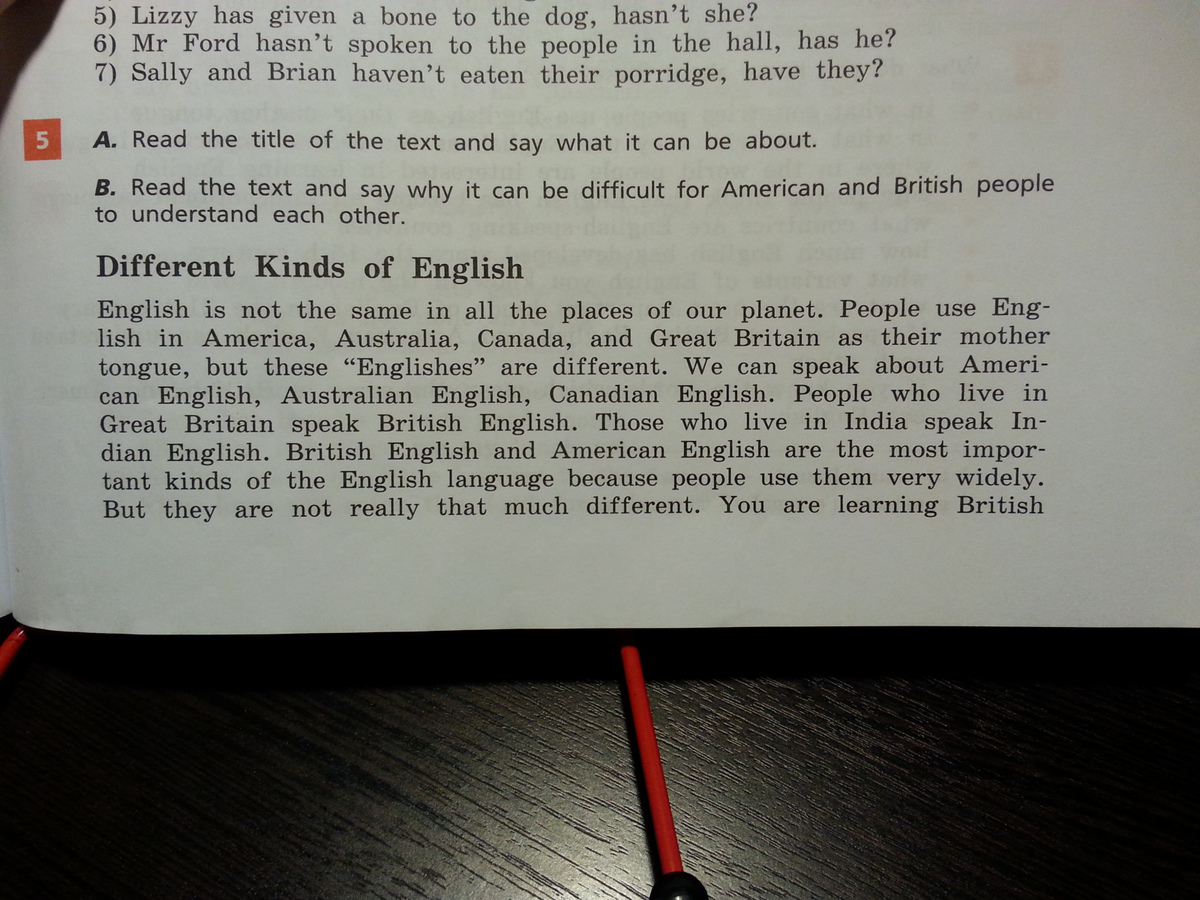 5) Lizzy has given a bone to the dog, hasn't she?
6) Mr Ford hasn't spoken to the people in the hall, has he?
7) Sally and Brian haven't eaten their porridge, have they?
5 A. Read the title of the text and say what it can be about.
B. Read the text and say why it can be difficult for American and British people
to understand each other.
Different Kinds of English
English is not the same in all the places of our planet. People use Eng-
lish in America, Australia, Canada, and Great Britain as their mother
tongue, but these “Englishes” are different. We can speak about Ameri-
can English, Australian English, Canadian English. People who live in
Great Britain speak British English. Those who live in India speak In-
dian English. British English and American English are the most impor-
tant kinds of the English language because people use them very widely.
But they are not really that much different. You are learning British